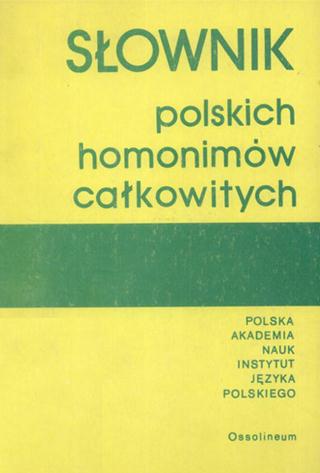 SŁOWNIK
polskich
homonimów
całkowitych
POLSKA
AKADEMIA
NAUK
INSTYTUT
JĘZYKA
POLSKIEGO
Ossolineum